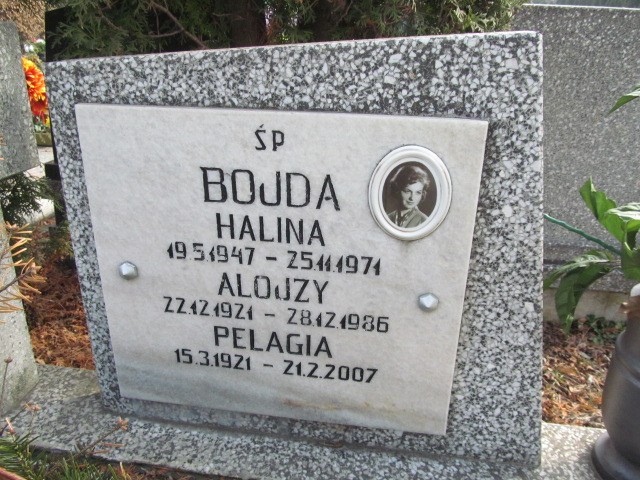 ŚP
BOJDA
HALINA
19.5.1947 - 25.11.1971
ALOJZY
22.12.1921 - 28.12.1986
PELAGIA
15.3.1921 - 21.2.2007